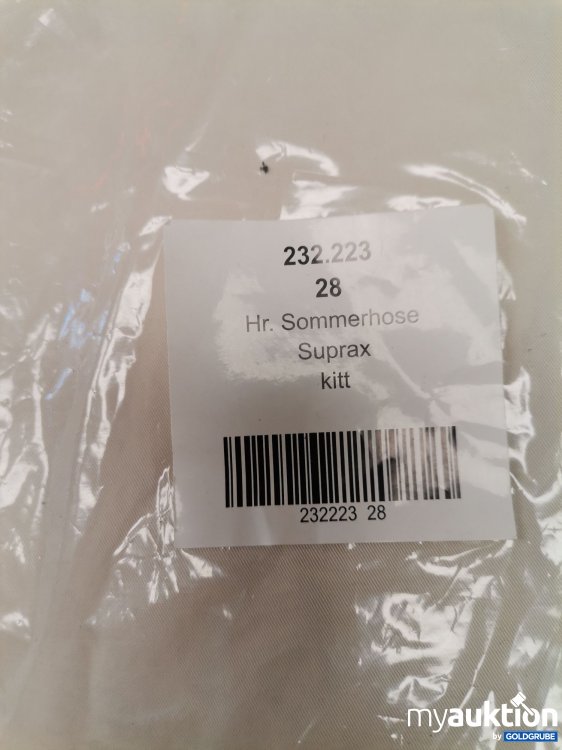 232.223
28
Hr. Sommerhose
Suprax
kitt
232223 28
myauktion
by GOLDGRUBE